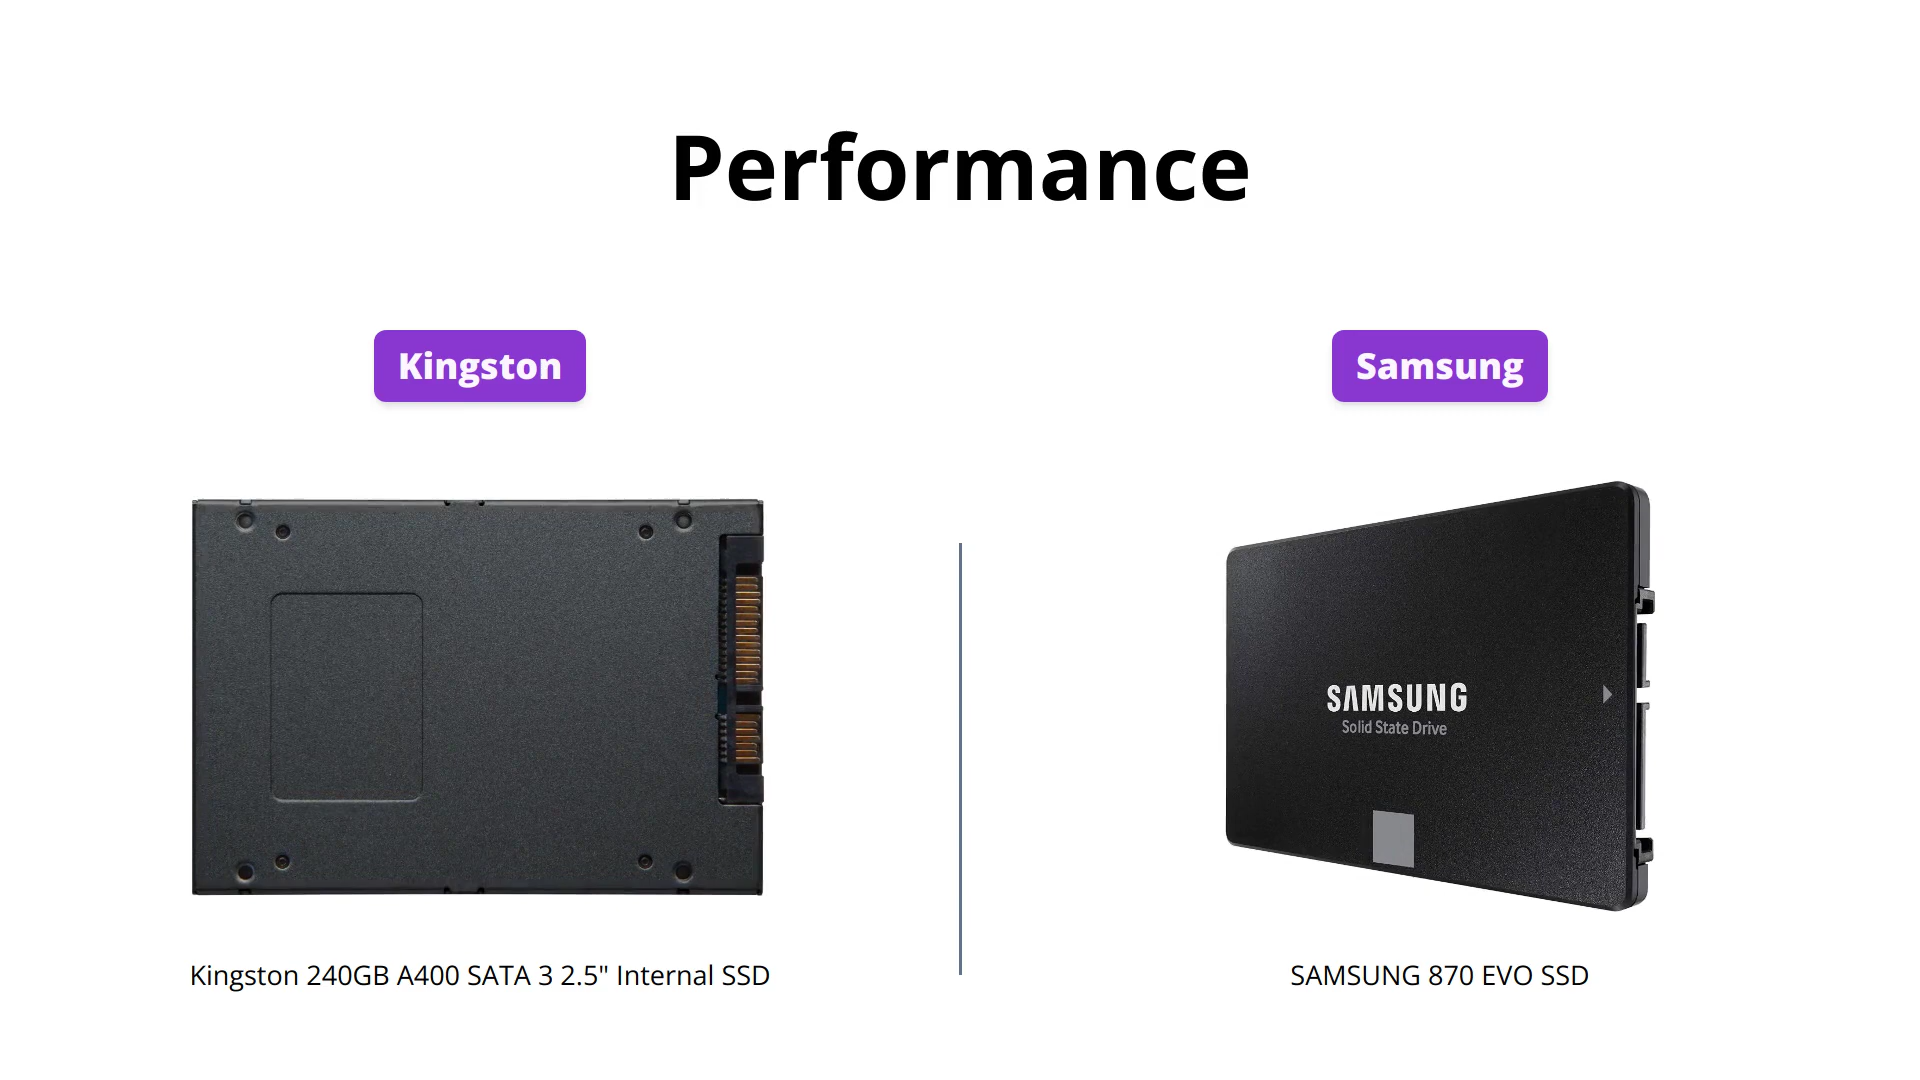 Performance
Kingston
Samsung
SAMSUNG
Solid State Drive
Kingston 240GB A400 SATA 3 2.5" Internal SSD
SAMSUNG 870 EVO SSD